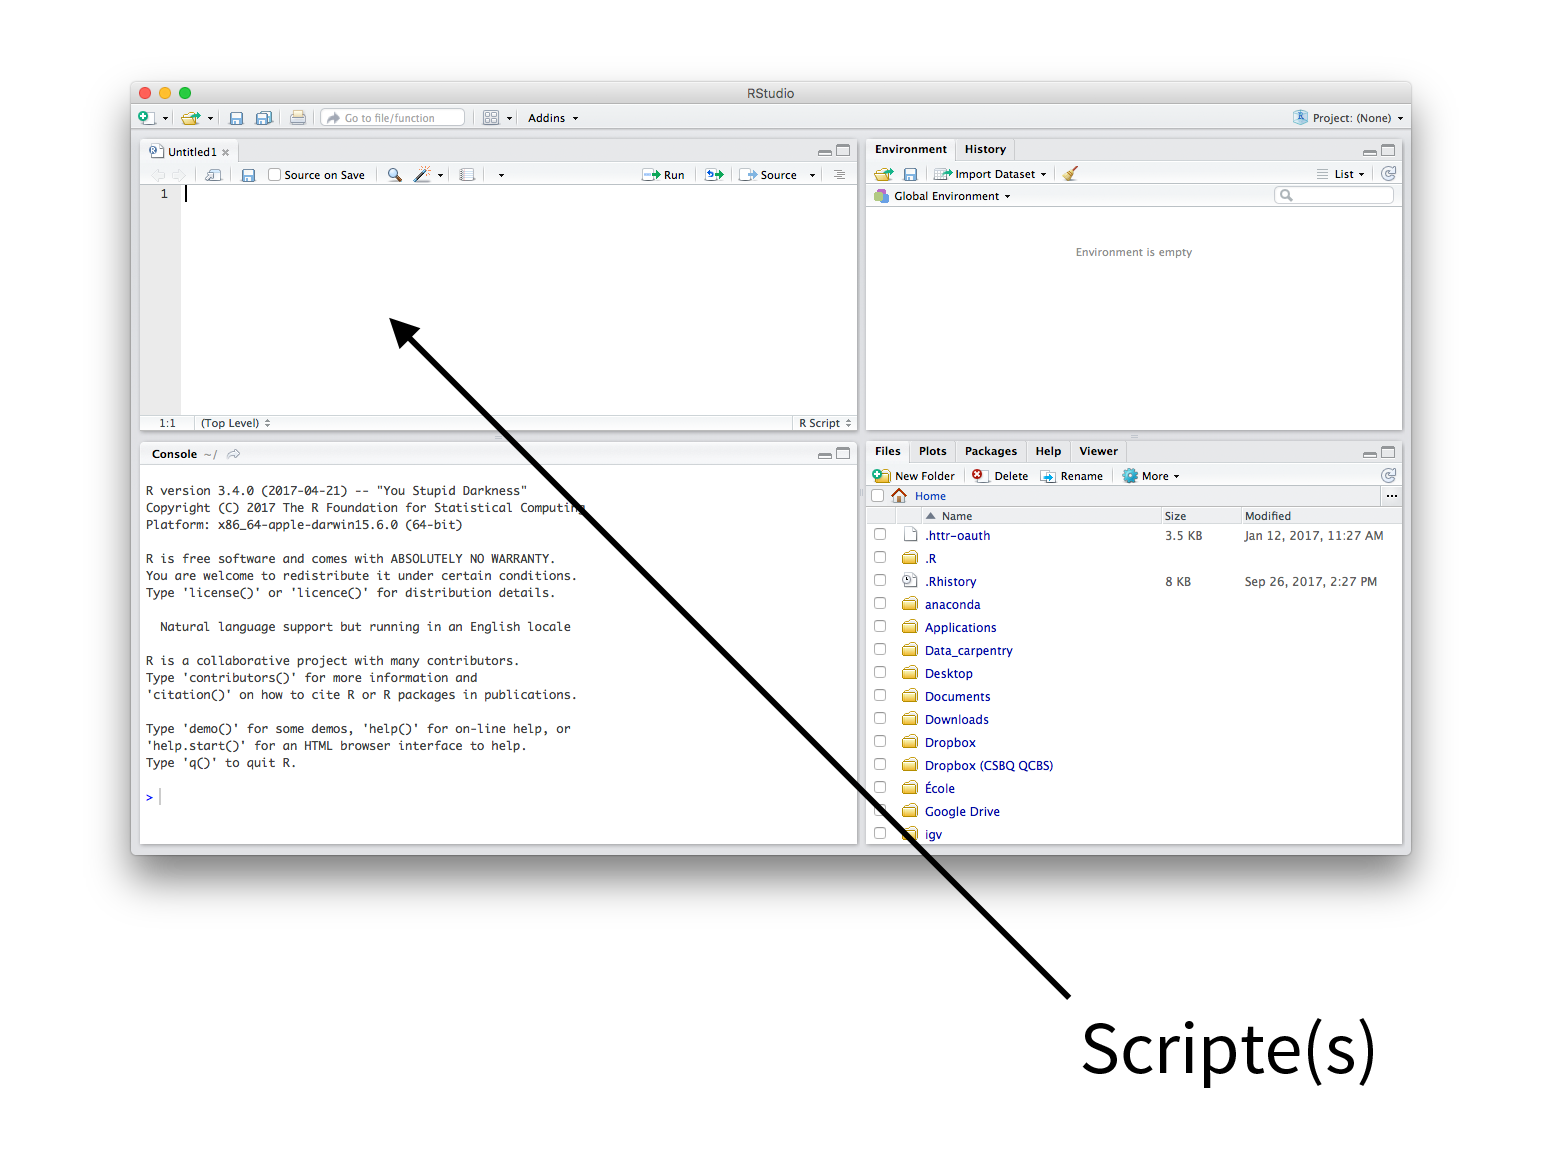 RStudio
Go to file/function
Addins
Project: (None)
Untitled1
Source on Save
Run
Source
1
1:1
(Top Level)
R Script
Console ~/
R version 3.4.0 (2017-04-21) -- "You Stupid Darkness"
Copyright (C) 2017 The R Foundation for Statistical Computing
Platform: x86_64-apple-darwin15.6.0 (64-bit)
R is free software and comes with ABSOLUTELY NO WARRANTY.
You are welcome to redistribute it under certain conditions.
Type 'license()' or 'licence()' for distribution details.
Natural language support but running in an English locale
R is a collaborative project with many contributors.
Type 'contributors()' for more information and
'citation()' on how to cite R or R packages in publications.
Type 'demo()' for some demos, 'help()' for on-line help, or
'help.start()' for an HTML browser interface to help.
Type 'q()' to quit R.
>
Environment History
Import Dataset
List
Global Environment
Environment is empty
Files Plots Packages Help Viewer
New Folder Delete Rename More
Home
...
Name Size Modified
.httr-oauth 3.5 KB Jan 12, 2017, 11:27 AM
.R
.Rhistory 8 KB Sep 26, 2017, 2:27 PM
anaconda
Applications
Data_carpentry
Desktop
Documents
Downloads
Dropbox
Dropbox (CSBQ QCBS)
École
Google Drive
igv
Scripte(s)